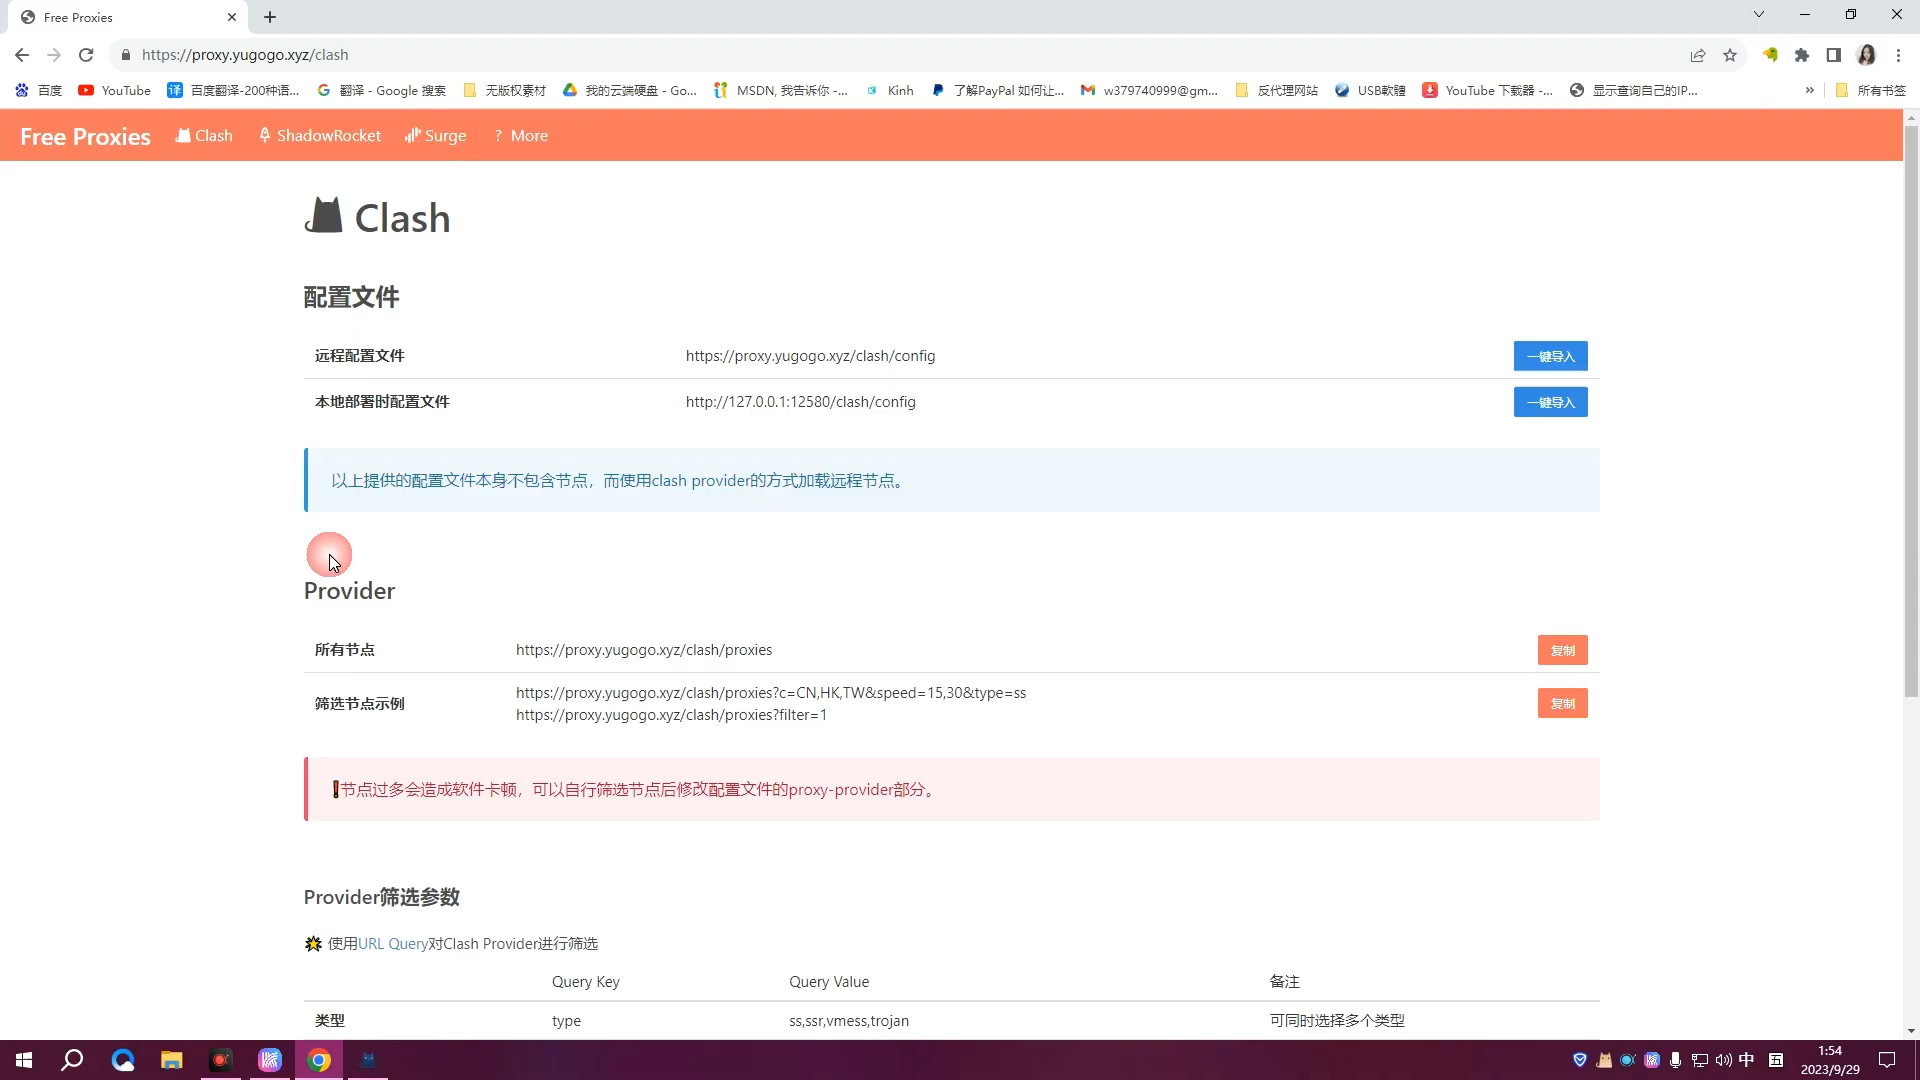 Free Proxies
https://proxy.yugogo.xyz/clash
百度
YouTube
译 百度翻译-200种语...
翻译 - Google 搜索
无版权素材
我的云端硬盘 - Go...
MSDN, 我告诉你 -...
Kinh
了解PayPal 如何让...
w379740999@gm...
反代理网站
USB軟體
YouTube 下载器 -...
显示查询自己的IP...
»
所有书签
Free Proxies
Clash
ShadowRocket
Surge
? More
Clash
配置文件
远程配置文件 https://proxy.yugogo.xyz/clash/config 一键导入
本地部署时配置文件 http://127.0.0.1:12580/clash/config 一键导入
以上提供的配置文件本身不包含节点，而使用clash provider的方式加载远程节点。
Provider
所有节点 https://proxy.yugogo.xyz/clash/proxies 复制
筛选节点示例 https://proxy.yugogo.xyz/clash/proxies?c=CN,HK,TW&speed=15,30&type=ss 复制
https://proxy.yugogo.xyz/clash/proxies?filter=1
❗节点过多会造成软件卡顿，可以自行筛选节点后修改配置文件的proxy-provider部分。
Provider筛选参数
使用URL Query对Clash Provider进行筛选
Query Key Query Value 备注
类型 type ss,ssr,vmess,trojan 可同时选择多个类型
中
五
1:54
2023/9/29